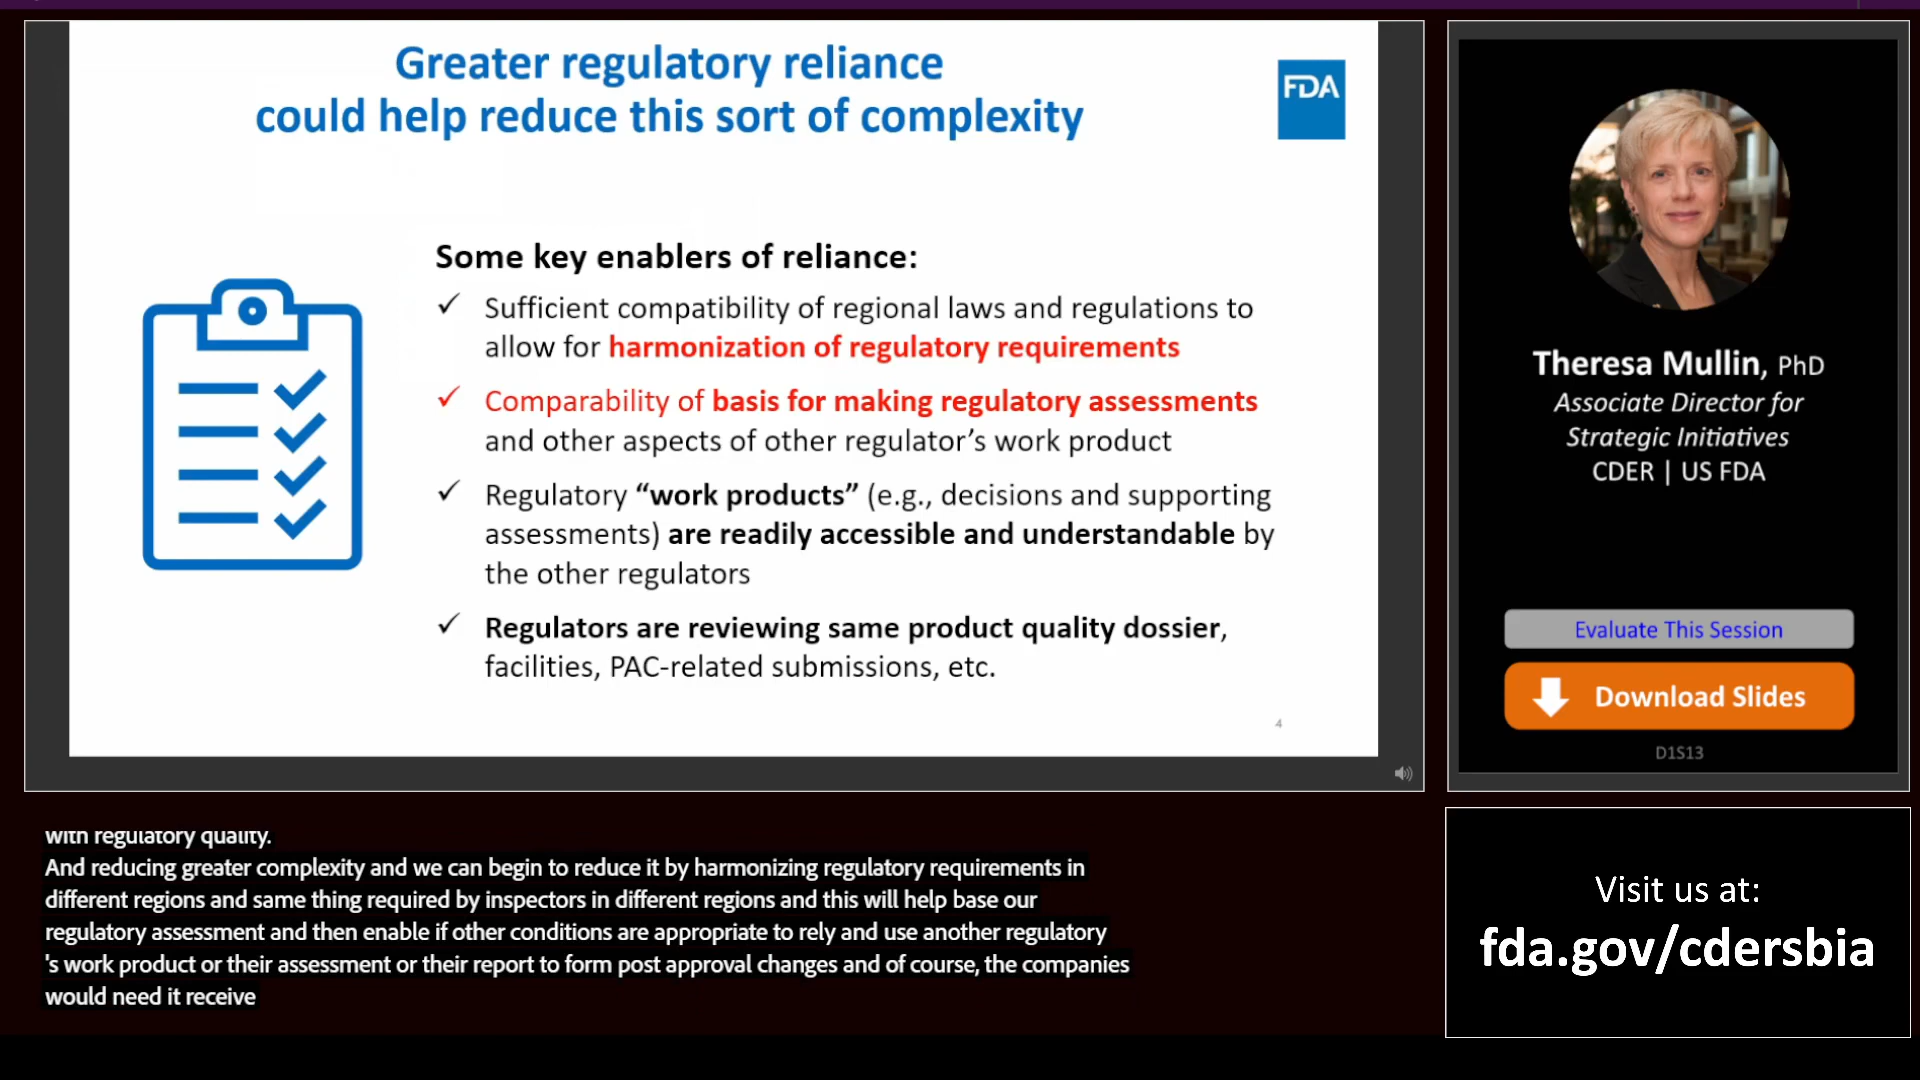 Greater regulatory reliance
could help reduce this sort of complexity
FDA
Some key enablers of reliance:
✓ Sufficient compatibility of regional laws and regulations to
allow for harmonization of regulatory requirements
✓ Comparability of basis for making regulatory assessments
and other aspects of other regulator’s work product
✓ Regulatory “work products” (e.g., decisions and supporting
assessments) are readily accessible and understandable by
the other regulators
✓ Regulators are reviewing same product quality dossier,
facilities, PAC-related submissions, etc.
4
Theresa Mullin, PhD
Associate Director for
Strategic Initiatives
CDER | US FDA
Evaluate This Session
Download Slides
D1S13
with regulatory quality.
And reducing greater complexity and we can begin to reduce it by harmonizing regulatory requirements in
different regions and same thing required by inspectors in different regions and this will help base our
regulatory assessment and then enable if other conditions are appropriate to rely and use another regulatory
's work product or their assessment or their report to form post approval changes and of course, the companies
would need it receive
Visit us at:
fda.gov/cdersbia